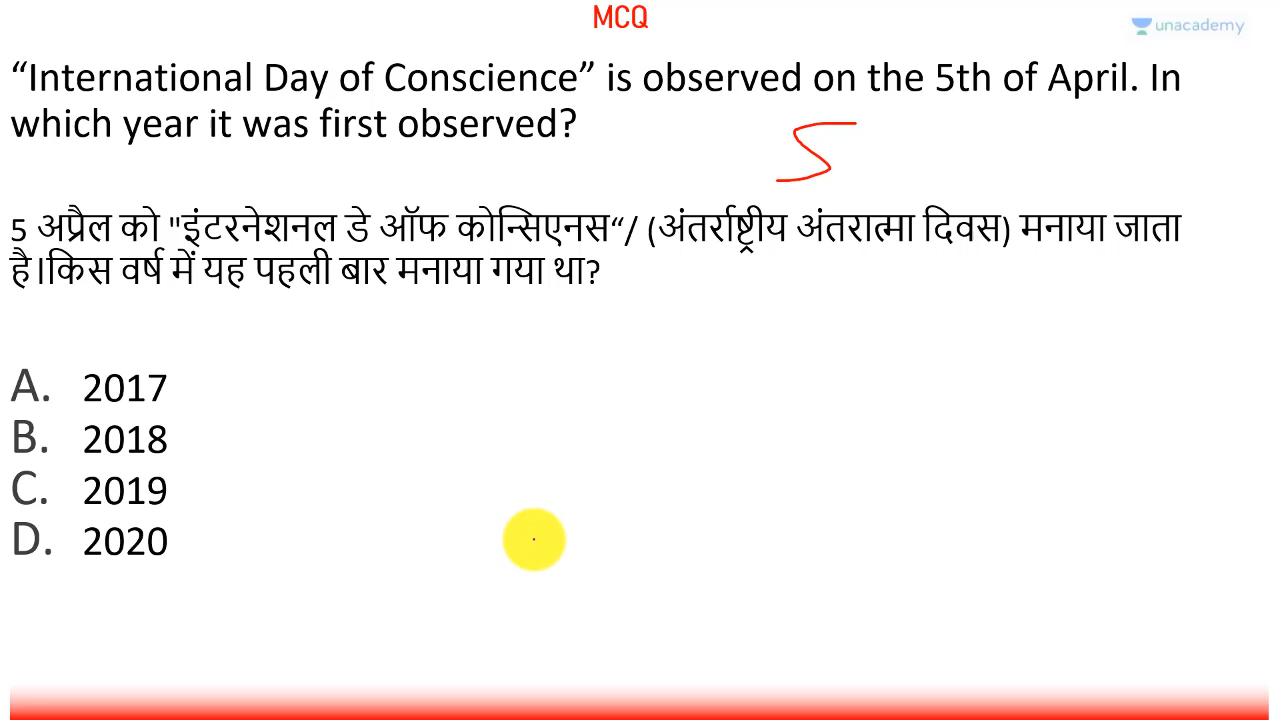 MCQ
unacademy
“International Day of Conscience” is observed on the 5th of April. In
which year it was first observed?
5
5 अप्रैल को "इंटरनेशनल डे ऑफ कोन्सिएनस“/ (अंतर्राष्ट्रीय अंतरात्मा दिवस) मनाया जाता
है।किस वर्ष में यह पहली बार मनाया गया था?
A. 2017
B. 2018
C. 2019
D. 2020